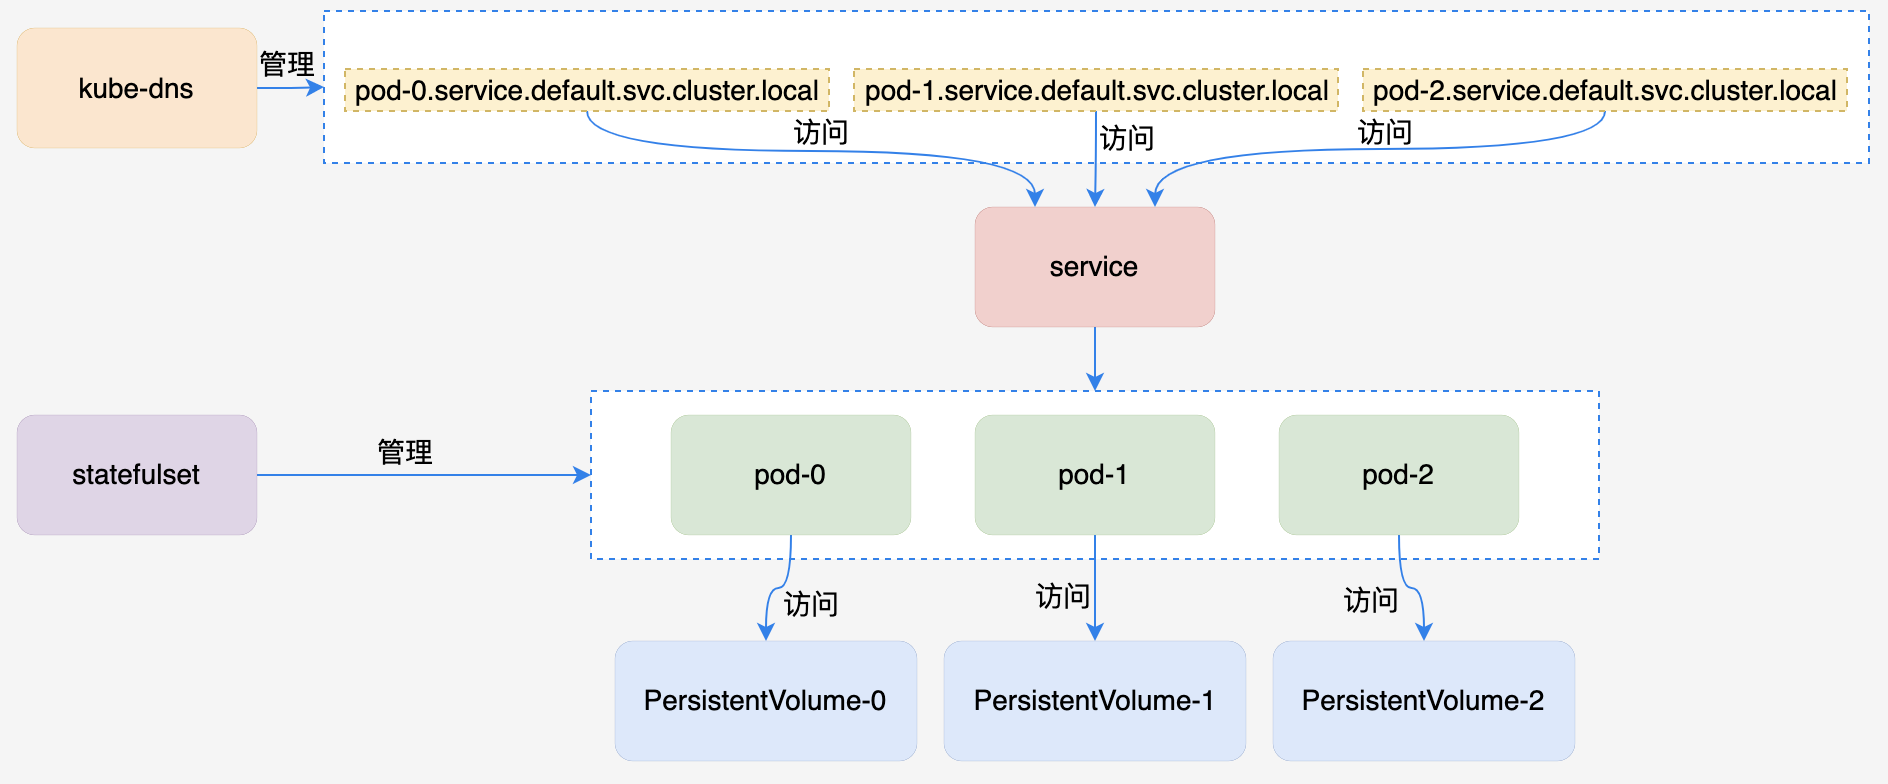 kube-dns
管理
pod-0.service.default.svc.cluster.local
pod-1.service.default.svc.cluster.local
pod-2.service.default.svc.cluster.local
访问
访问
访问
service
statefulset
管理
pod-0
pod-1
pod-2
访问
访问
访问
PersistentVolume-0
PersistentVolume-1
PersistentVolume-2